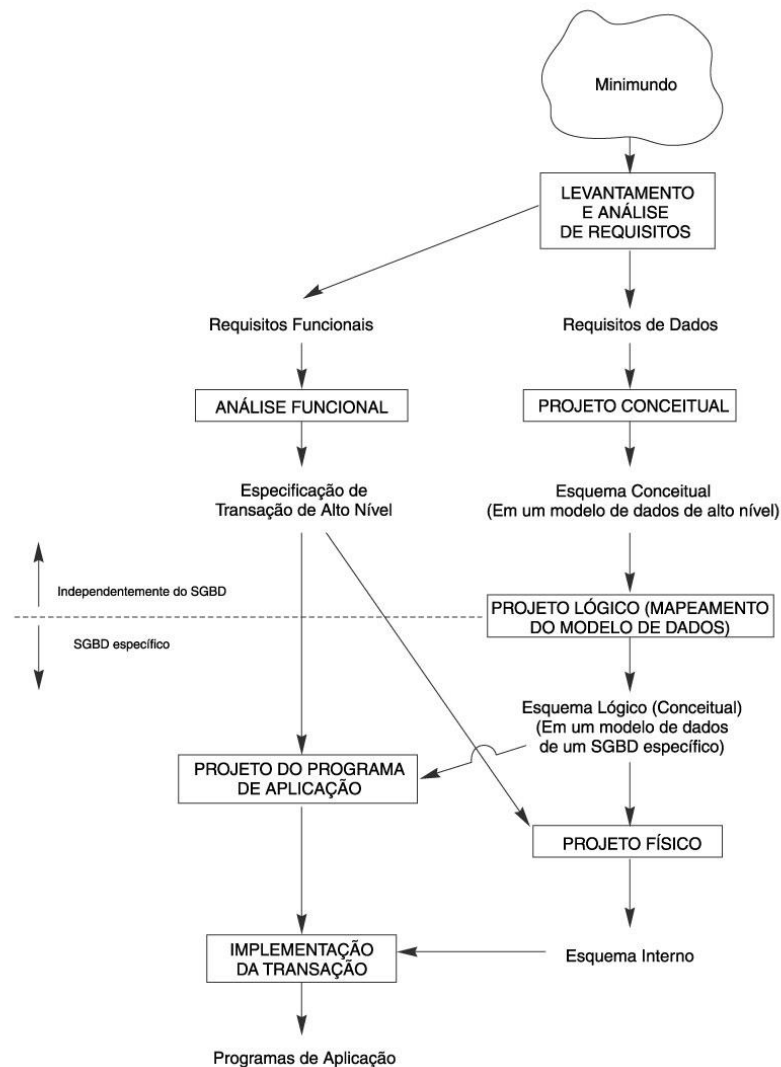 Minimundo
LEVANTAMENTO
E ANÁLISE
DE REQUISITOS
Requisitos Funcionais
Requisitos de Dados
ANÁLISE FUNCIONAL
PROJETO CONCEITUAL
Especificação de
Transação de Alto Nível
Esquema Conceitual
(Em um modelo de dados de alto nível)
Independentemente do SGBD
SGBD específico
PROJETO LÓGICO (MAPEAMENTO
DO MODELO DE DADOS)
Esquema Lógico (Conceitual)
(Em um modelo de dados
de um SGBD específico)
PROJETO DO PROGRAMA
DE APLICAÇÃO
PROJETO FÍSICO
IMPLEMENTAÇÃO
DA TRANSAÇÃO
Esquema Interno
Programas de Aplicação